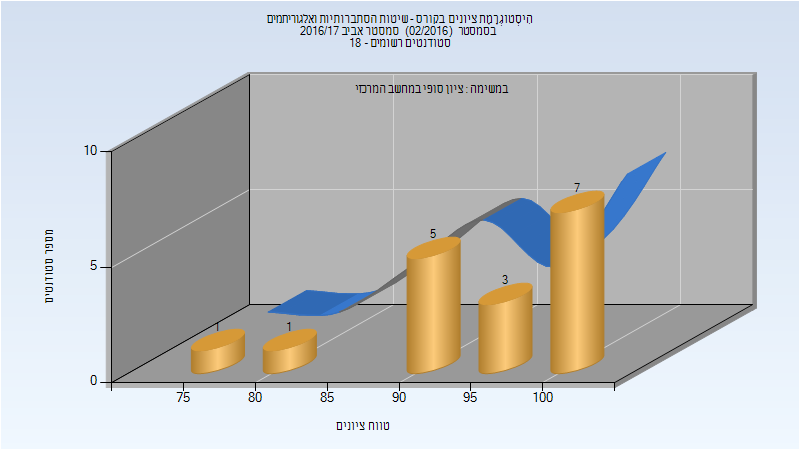 הִיסְטוֹגְרָמַת ציונים בקורס - שיטות הסתברותיות ואלגוריתמים
בסמסטר (02/2016) סמסטר אביב 2016/17
סטודנטים רשומים - 18
במשימה : ציון סופי במחשב המרכזי
מספר סטודנטים
10
5
0
1
1
5
3
7
75
80
85
90
95
100
טווח ציונים